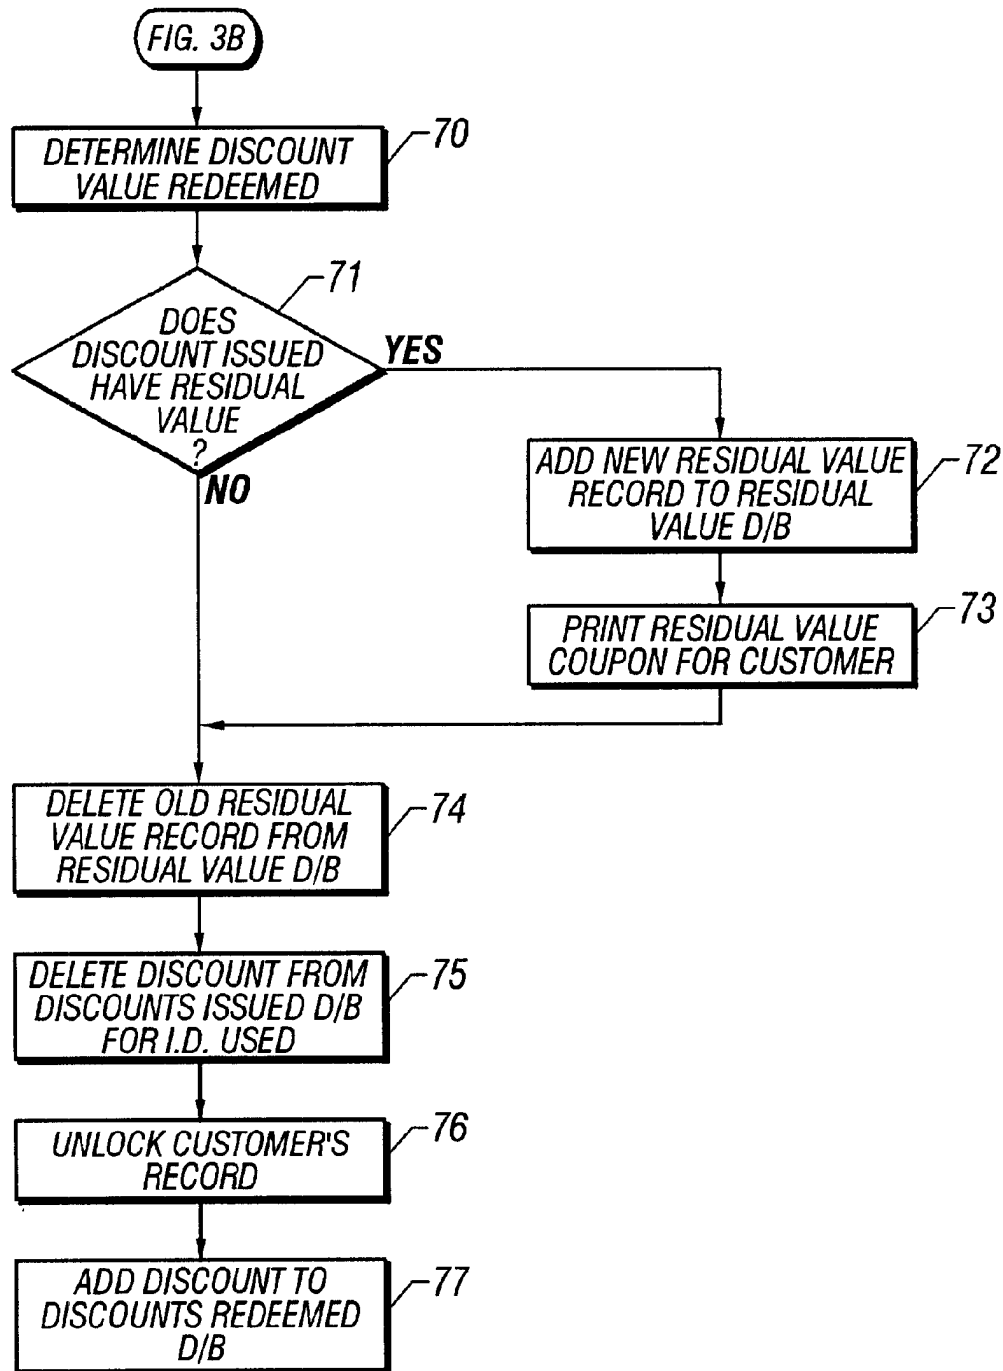 FIG. 3B
DETERMINE DISCOUNT
VALUE REDEEMED
70
71
DOES
DISCOUNT ISSUED
HAVE RESIDUAL
VALUE
?
YES
NO
ADD NEW RESIDUAL VALUE
RECORD TO RESIDUAL
VALUE D/B
72
PRINT RESIDUAL VALUE
COUPON FOR CUSTOMER
73
DELETE OLD RESIDUAL
VALUE RECORD FROM
RESIDUAL VALUE D/B
74
DELETE DISCOUNT FROM
DISCOUNTS ISSUED D/B
FOR I.D. USED
75
UNLOCK CUSTOMER'S
RECORD
76
ADD DISCOUNT TO
DISCOUNTS REDEEMED
D/B
77